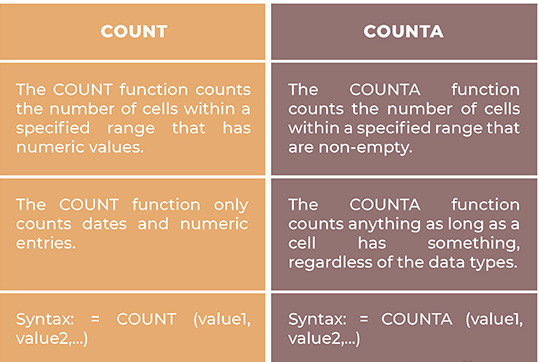 COUNT
COUNTA
The COUNT function counts
the number of cells within a
specified range that has
numeric values.
The COUNTA function
counts the number of cells
within a specified range that
are non-empty.
The COUNT function only
counts dates and numeric
entries.
The COUNTA function
counts anything as long as a
cell has something,
regardless of the data types.
Syntax: = COUNT (value1,
value2,...)
Syntax: = COUNTA (value1,
value2,...)